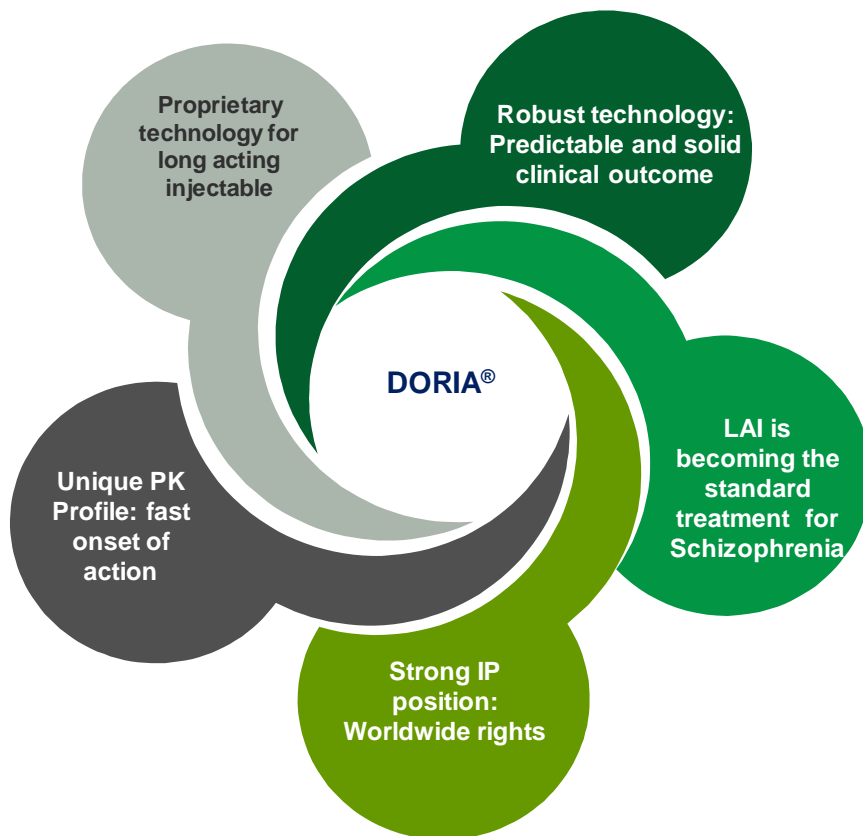 Proprietary
technology for
long acting
injectable
Robust technology:
Predictable and solid
clinical outcome
DORIA®
LAI is
becoming the
standard
treatment for
Schizophrenia
Unique PK
Profile: fast
onset of
action
Strong IP
position:
Worldwide rights